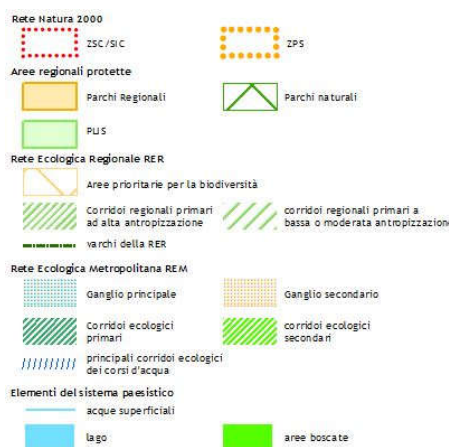 Rete Natura 2000
ZSC/SIC ZPS
Aree regionali protette
Parchi Regionali Parchi naturali
PLIS
Rete Ecologica Regionale RER
Aree prioritarie per la biodiversità
Corridoi regionali primari corridoi regionali primari a
ad alta antropizzazione bassa o moderata antropizzazione
varchi della RER
Rete Ecologica Metropolitana REM
Ganglio principale Ganglio secondario
Corridoi ecologici corridoi ecologici
primari secondari
principali corridoi ecologici
dei corsi d'acqua
Elementi del sistema paesistico
acque superficiali
lago aree boscate